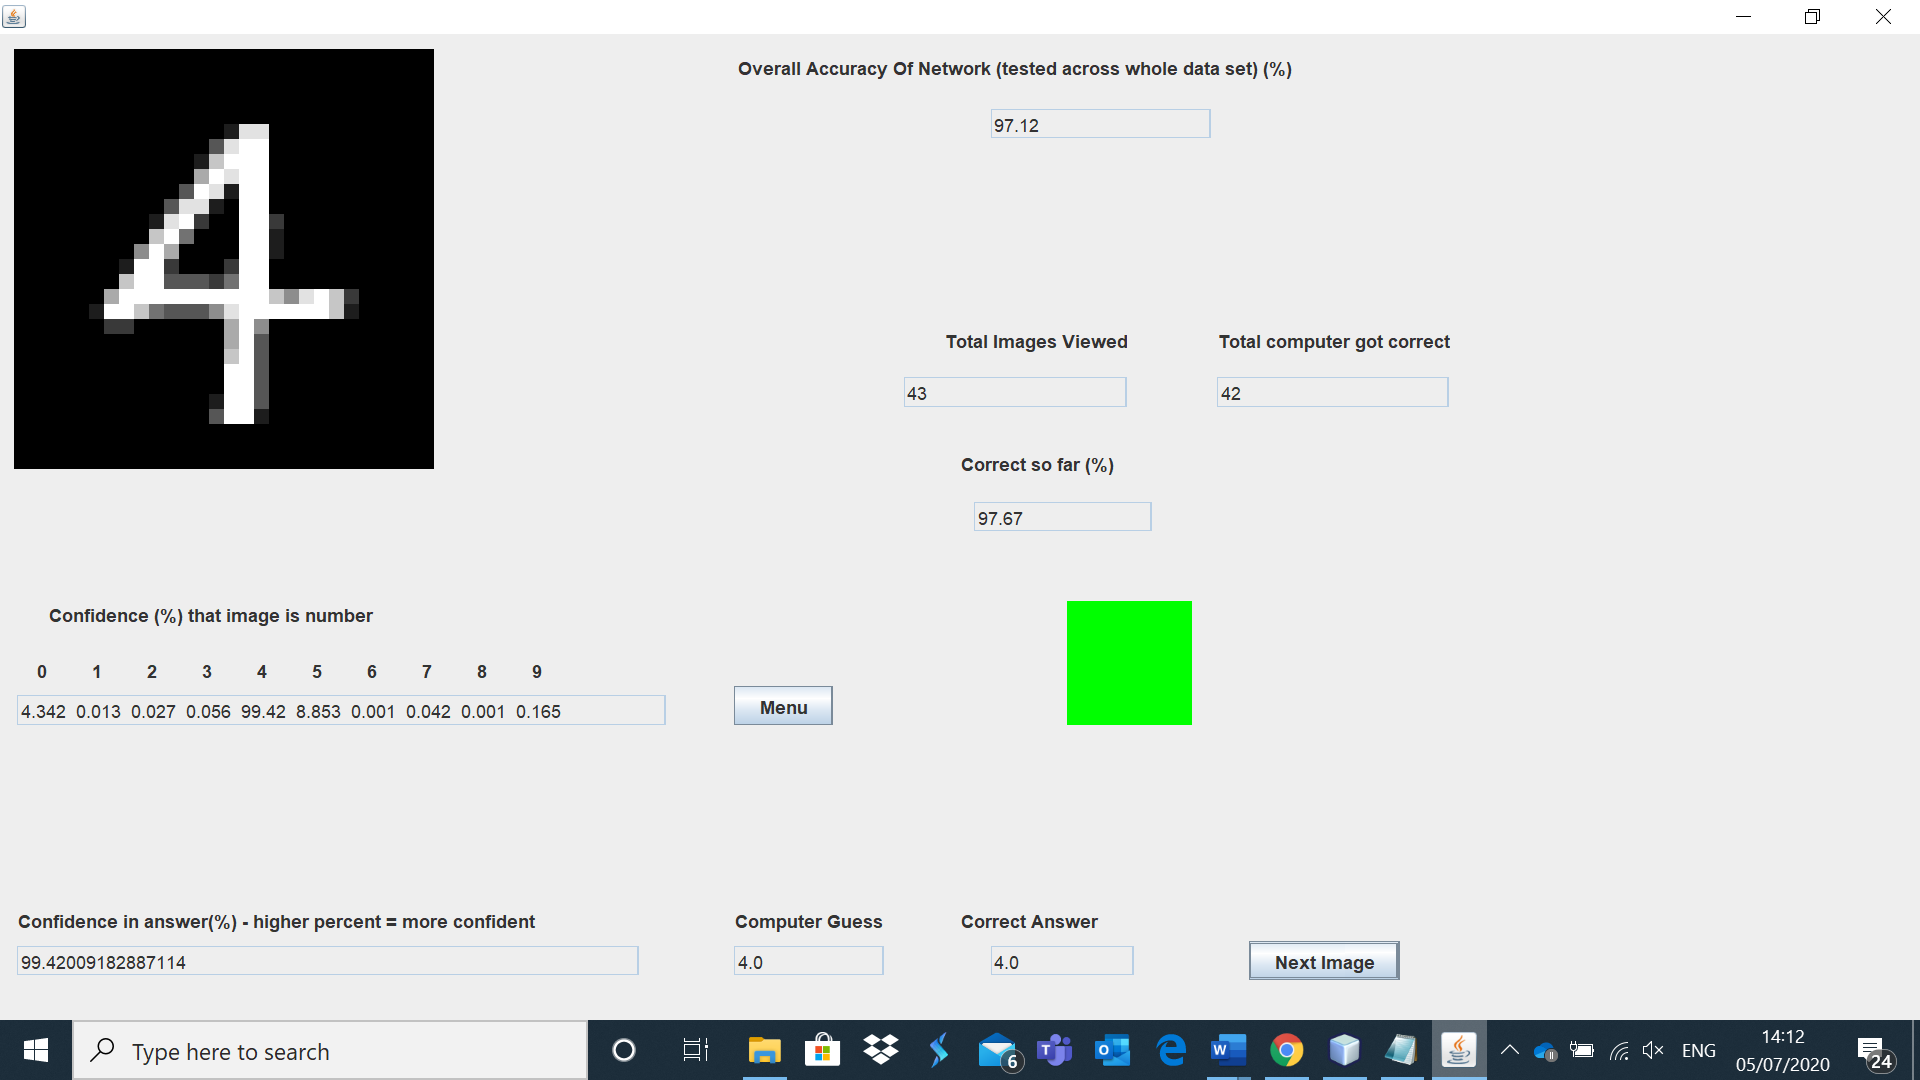 4
Overall Accuracy Of Network (tested across whole data set) (%)
97.12
Total Images Viewed Total computer got correct
43 42
Correct so far (%)
97.67
Confidence (%) that image is number
0 1 2 3 4 5 6 7 8 9
4.342 0.013 0.027 0.056 99.42 8.853 0.001 0.042 0.001 0.165
Menu
Confidence in answer(%) - higher percent = more confident
Computer Guess
Correct Answer
99.42009182887114
4.0
4.0
Next Image
Type here to search
6
T
O
W
ENG
14:12
05/07/2020
24